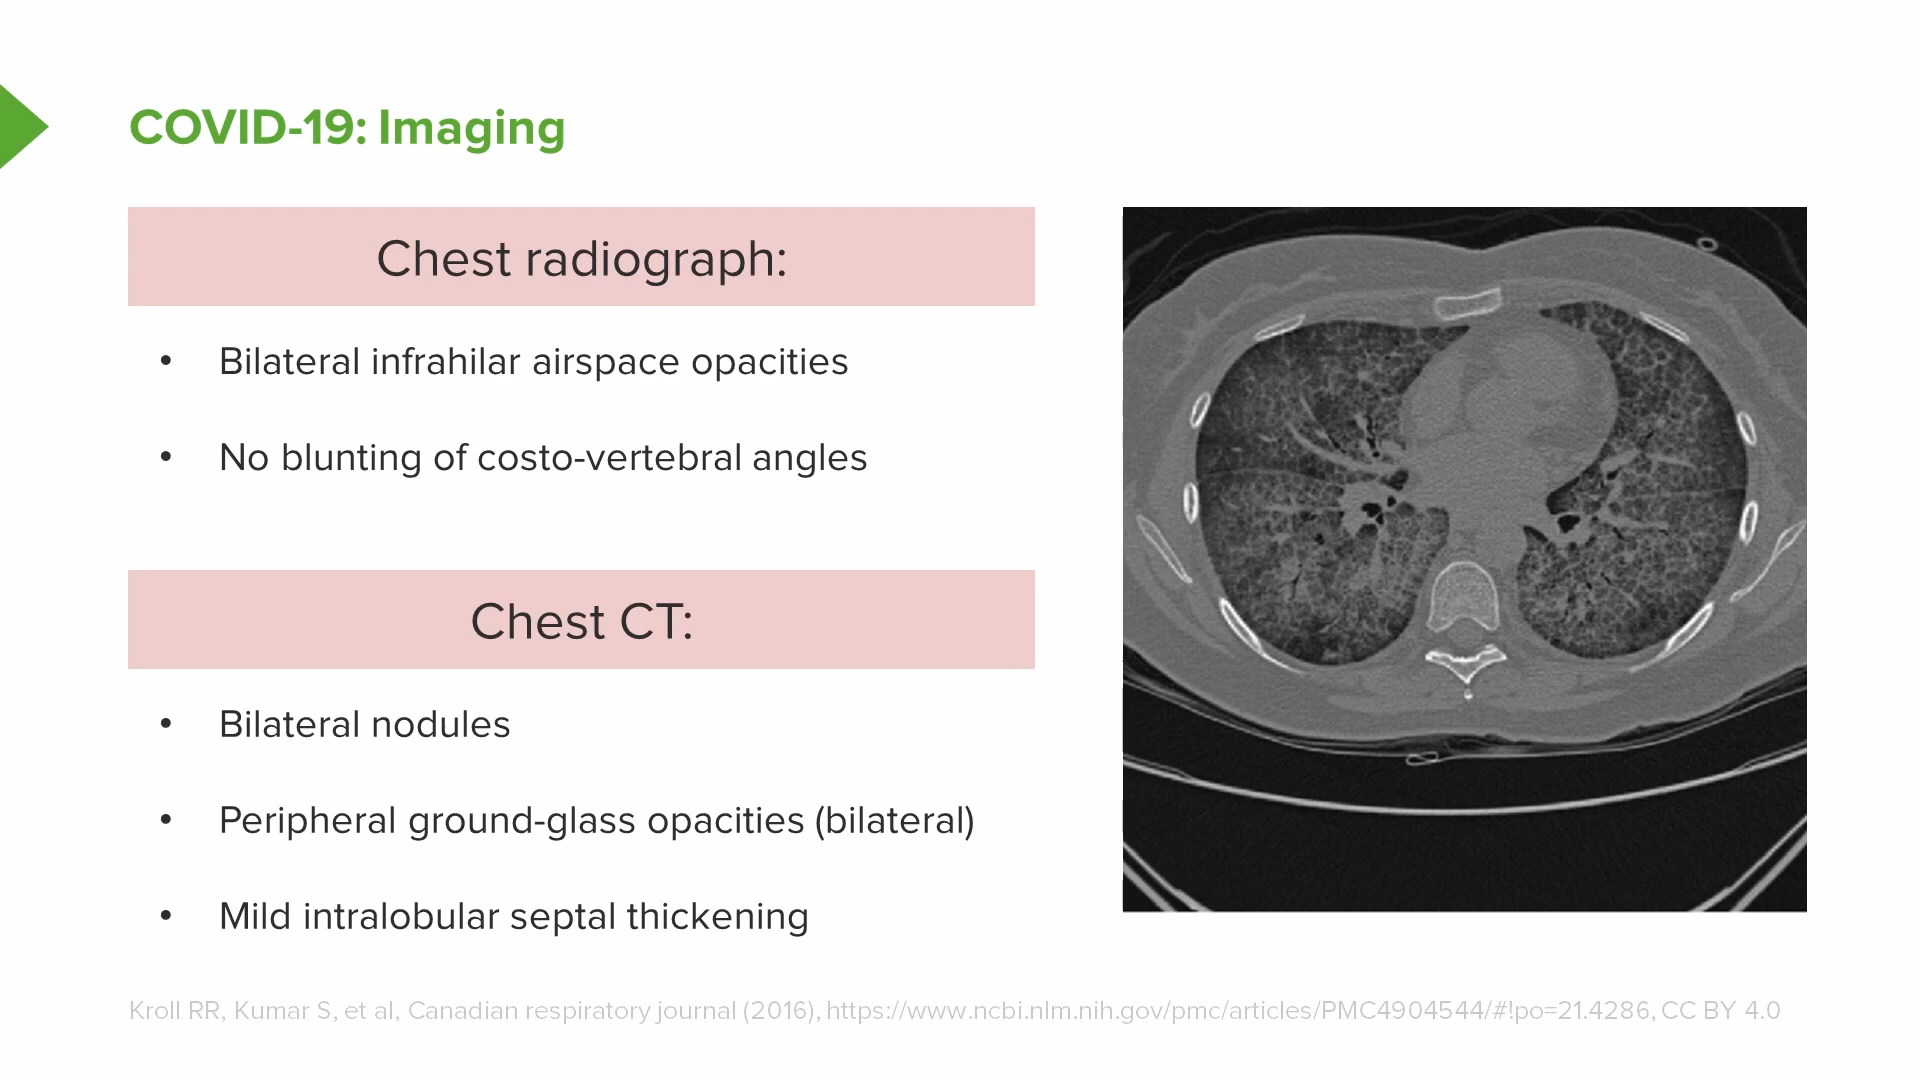 COVID-19: Imaging
Chest radiograph:
• Bilateral infrahilar airspace opacities
• No blunting of costo-vertebral angles
Chest CT:
• Bilateral nodules
• Peripheral ground-glass opacities (bilateral)
• Mild intralobular septal thickening
Kroll RR, Kumar S, et al, Canadian respiratory journal (2016), https://www.ncbi.nlm.nih.gov/pmc/articles/PMC4904544/#!po=21.4286, CC BY 4.0